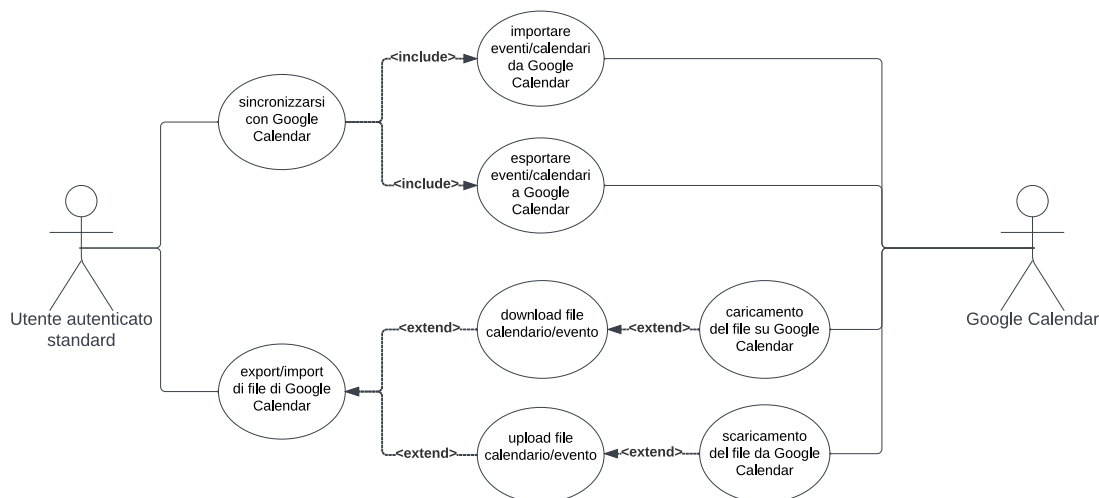 importare
eventi/calendari
da Google
Calendar
<include>
sincronizzarsi
con Google
Calendar
esportare
eventi/calendari
a Google
Calendar
<include>
Utente autenticato
standard
Google Calendar
download file
calendario/evento
caricamento
del file su Google
Calendar
<extend>
<extend>
export/import
di file di Google
Calendar
upload file
calendario/evento
scaricamento
del file da Google
Calendar
<extend>
<extend>